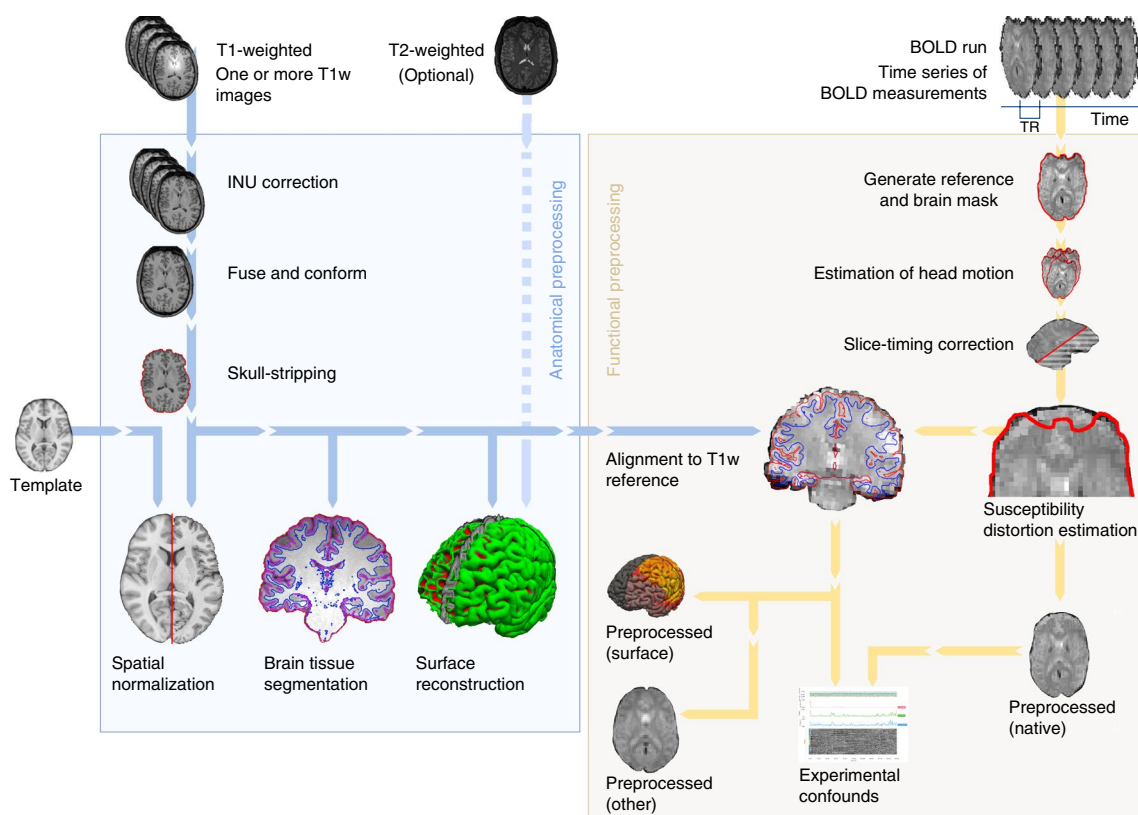 T1-weighted
One or more T1w
images
T2-weighted
(Optional)
BOLD run
Time series of
BOLD measurements
TR
Time
INU correction
Fuse and conform
Skull-stripping
Anatomical preprocessing
Template
Spatial
normalization
Brain tissue
segmentation
Surface
reconstruction
Functional preprocessing
Generate reference
and brain mask
Estimation of head motion
Slice-timing correction
Alignment to T1w
reference
Susceptibility
distortion estimation
Preprocessed
(surface)
Preprocessed
(other)
Experimental
confounds
Preprocessed
(native)